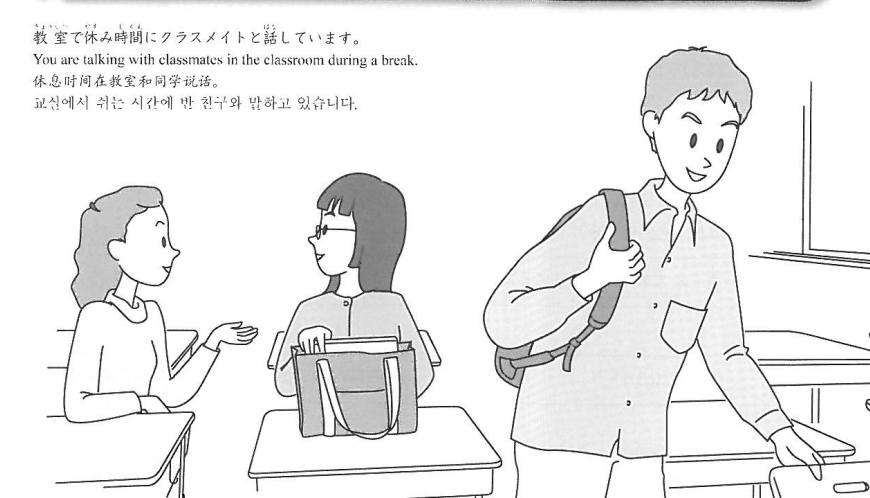 教室で休み時間にクラスメイトと話しています。
You are talking with classmates in the classroom during a break.
休息时间在教室和同学说话。
교실에서 쉬는 시간에 반 친구와 말하고 있습니다.